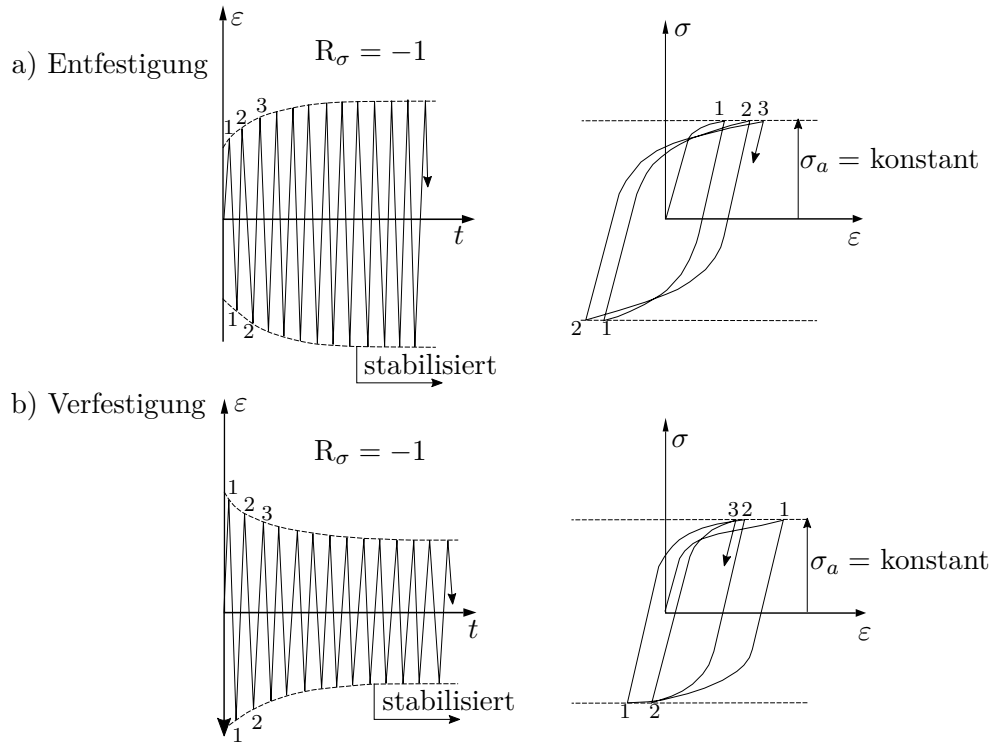 ε
σ
a) Entfestigung
R_σ = −1
1 2 3
1 2 3
σ_a = konstant
t
ε
1
2
2 1
stabilisiert
b) Verfestigung
ε
σ
R_σ = −1
1
2
3
3 2 1
σ_a = konstant
t
ε
stabilisiert
1
2
1 2